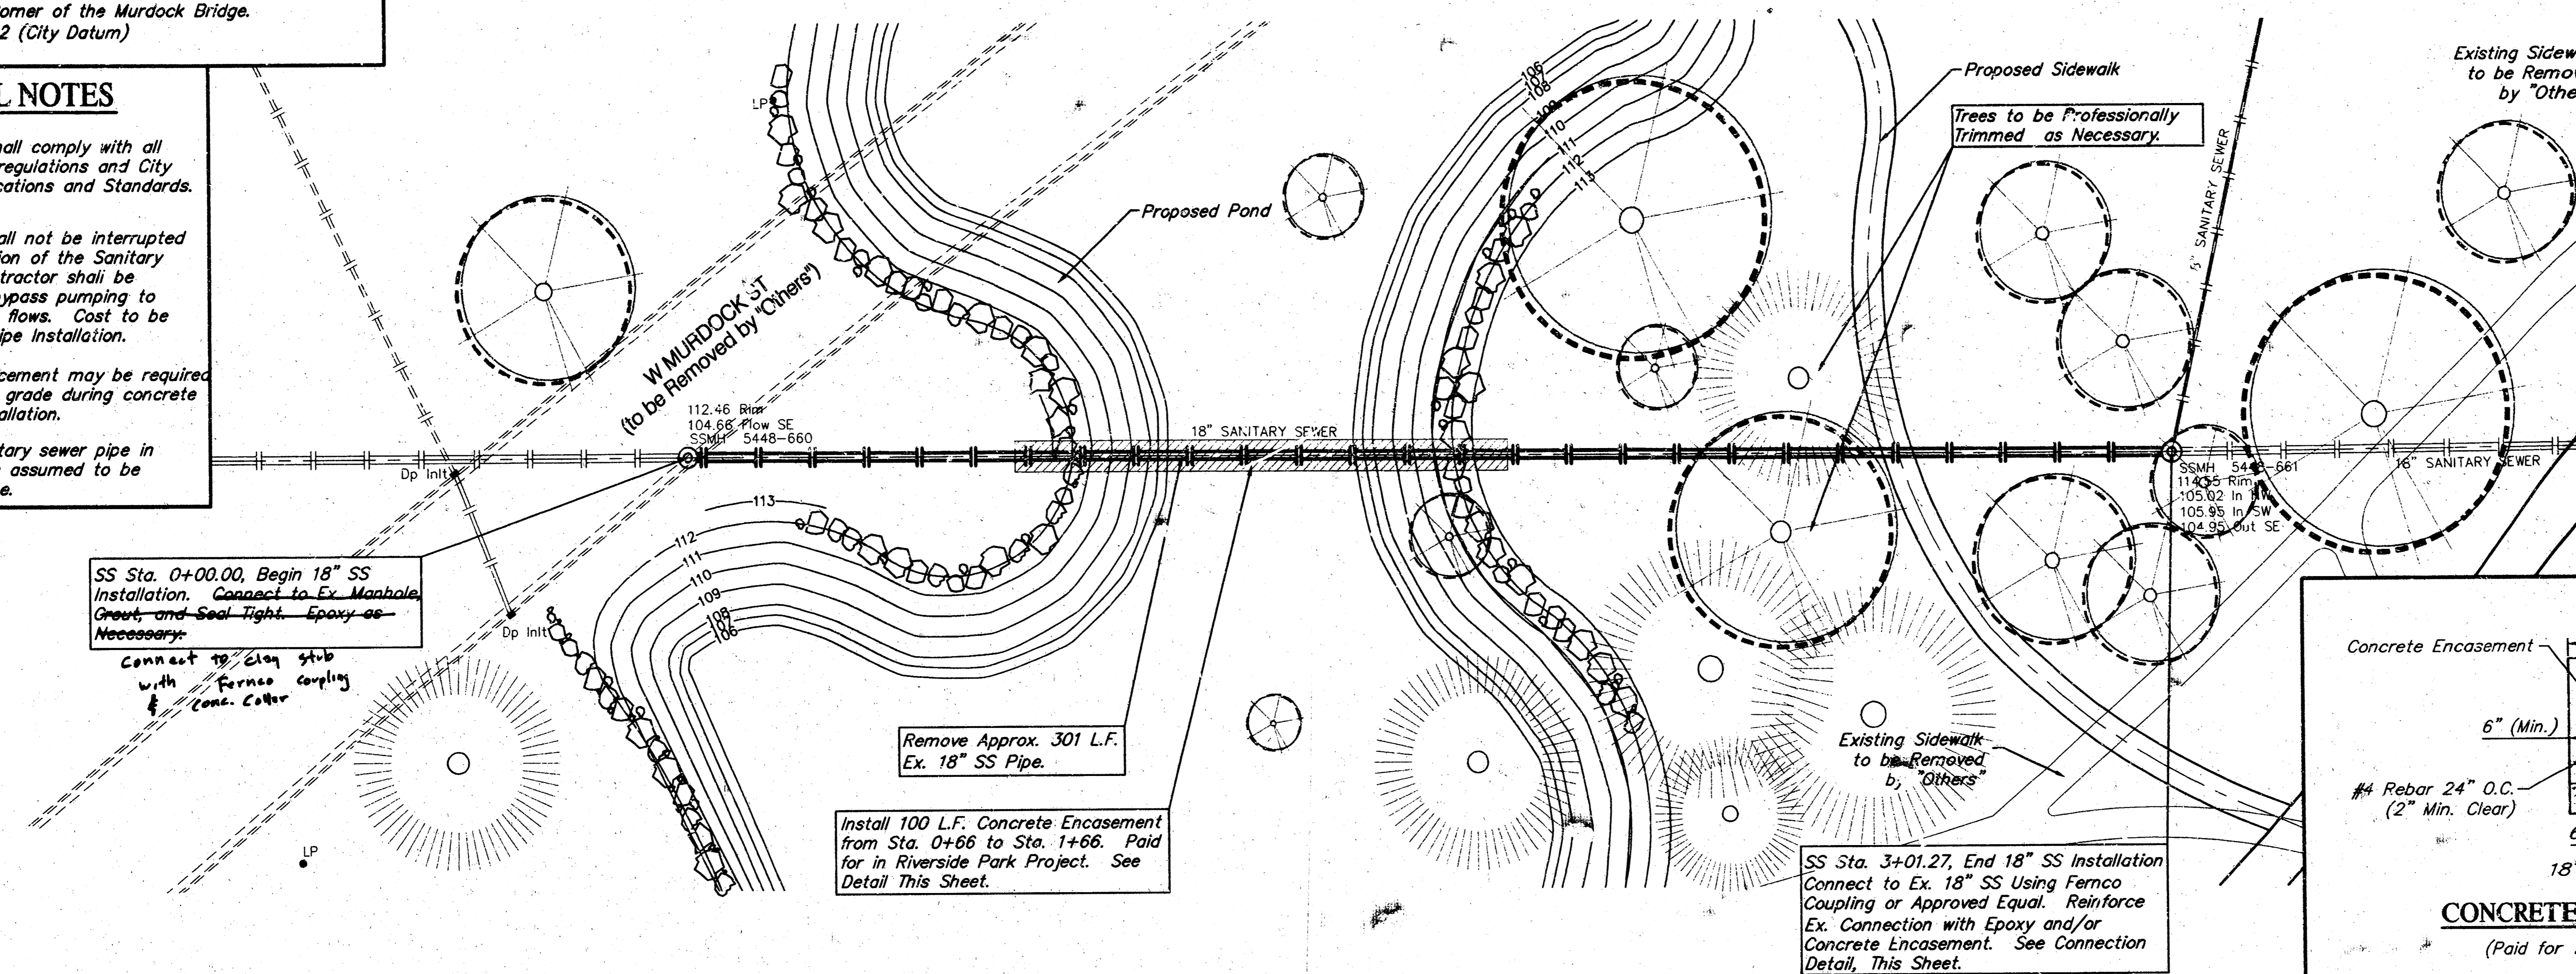 orner of the Murdock Bridge.
2 (City Datum)
L NOTES
all comply with all
regulations and City
cations and Standards.
all not be interrupted
ion of the Sanitary
tractor shall be
ypass pumping to
flows. Cost to be
ipe Installation.
cement may be required
grade during concrete
allation.
tary sewer pipe in
assumed to be
e.
LP
Proposed Pond
W MURDOCK ST
(to be Removed by "Others")
112.46 Rim
104.66 Flow SE
SSMH 5448-660
Dp Inlt
Dp Inlt
18" SANITARY SEWER
113
112
111
110
109
108
107
106
SS Sta. 0+00.00, Begin 18" SS
Installation. Connect to Ex Manhole,
Grout, and Seal Tight. Epoxy as
Necessary.
Connect to clay stub
with Fernco coupling
& conc. Collar
LP
Remove Approx. 301 L.F.
Ex. 18" SS Pipe.
Install 100 L.F. Concrete Encasement
from Sta. 0+66 to Sta. 1+66. Paid
for in Riverside Park Project. See
Detail This Sheet.
106
107
108
109
110
111
112
113
Proposed Sidewalk
Trees to be Professionally
Trimmed as Necessary.
SANITARY SEWER
Existing Sidew
to be Remov
by "Othe
SSMH 5448-661
114.55 Rim
105.02 In NW
105.95 In SW
104.95 Out SE
18" SANITARY SEWER
Existing Sidewalk
to be Removed
by "Others"
SS Sta. 3+01.27, End 18" SS Installation
Connect to Ex. 18" SS Using Fernco
Coupling or Approved Equal. Reinforce
Ex. Connection with Epoxy and/or
Concrete Encasement. See Connection
Detail, This Sheet.
Concrete Encasement
6" (Min.)
#4 Rebar 24" O.C.
(2" Min. Clear)
18"
CONCRETE
(Paid for